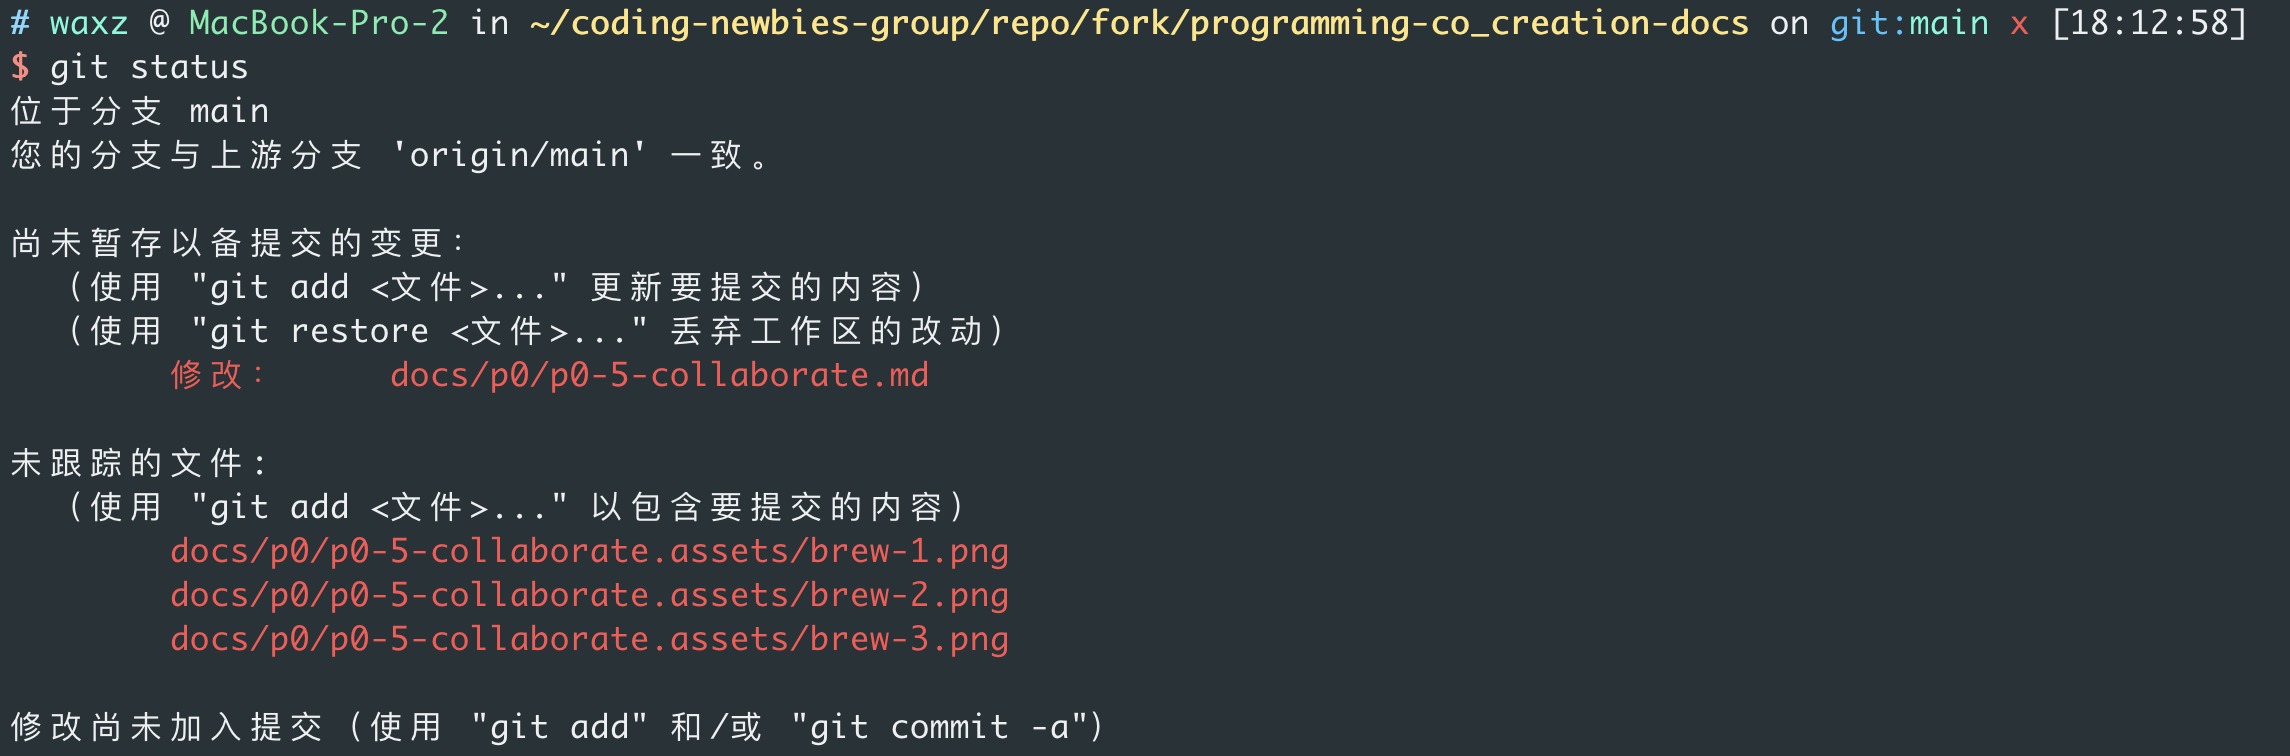 # waxz @ MacBook-Pro-2 in ~/coding-newbies-group/repo/fork/programming-co_creation-docs on git:main x [18:12:58]
$ git status
位于分支 main
您的分支与上游分支 'origin/main' 一致。
尚未暂存以备提交的变更：
（使用 "git add <文件>..." 更新要提交的内容）
（使用 "git restore <文件>..." 丢弃工作区的改动）
修改： docs/p0/p0-5-collaborate.md
未跟踪的文件:
（使用 "git add <文件>..." 以包含要提交的内容）
docs/p0/p0-5-collaborate.assets/brew-1.png
docs/p0/p0-5-collaborate.assets/brew-2.png
docs/p0/p0-5-collaborate.assets/brew-3.png
修改尚未加入提交（使用 "git add" 和/或 "git commit -a"）